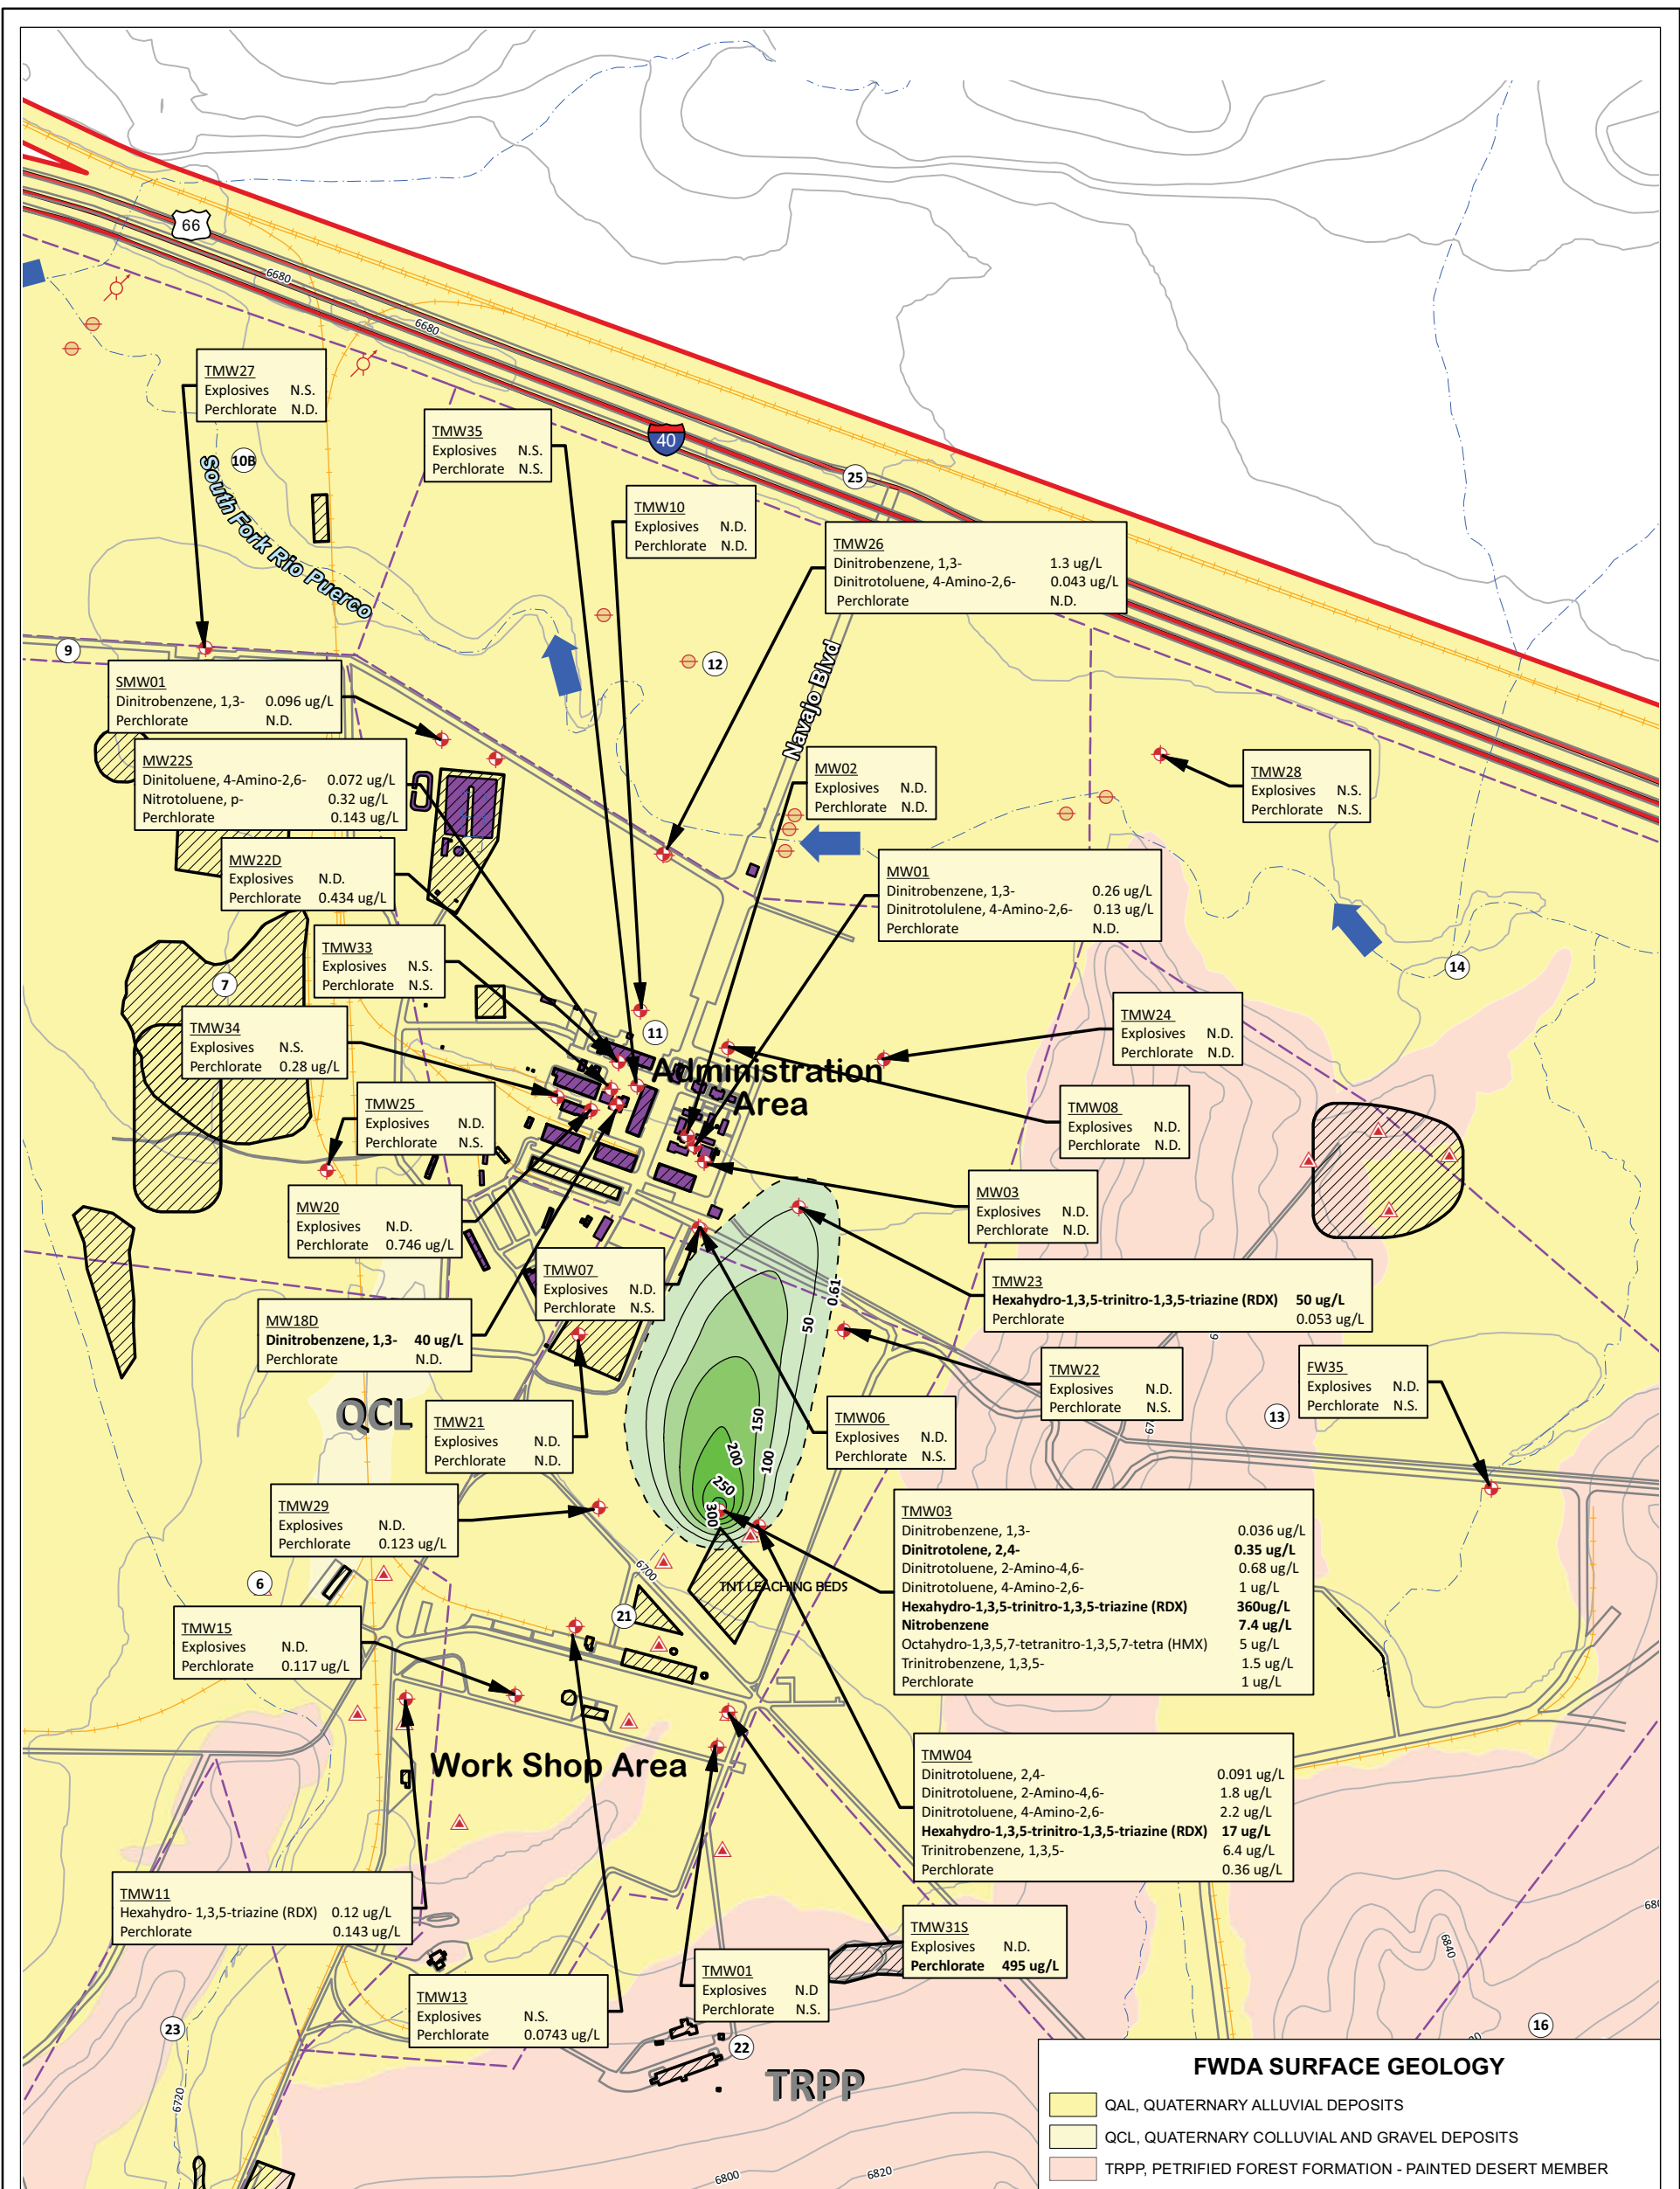 66
6680
6680
TMW27
Explosives N.S.
Perchlorate N.D.
TMW35
Explosives N.S.
Perchlorate N.S.
40
10B
25
South Fork Rio Puerco
TMW10
Explosives N.D.
Perchlorate N.D.
TMW26
Dinitrobenzene, 1,3- 1.3 ug/L
Dinitrotoluene, 4-Amino-2,6- 0.043 ug/L
Perchlorate N.D.
9
12
Navajo Blvd
SMW01
Dinitrobenzene, 1,3- 0.096 ug/L
Perchlorate N.D.
MW22S
Dinitoluene, 4-Amino-2,6- 0.072 ug/L
Nitrotoluene, p- 0.32 ug/L
Perchlorate 0.143 ug/L
MW02
Explosives N.D.
Perchlorate N.D.
TMW28
Explosives N.S.
Perchlorate N.S.
MW22D
Explosives N.D.
Perchlorate 0.434 ug/L
MW01
Dinitrobenzene, 1,3- 0.26 ug/L
Dinitrotolulene, 4-Amino-2,6- 0.13 ug/L
Perchlorate N.D.
TMW33
Explosives N.S.
Perchlorate N.S.
14
7
TMW34
Explosives N.S.
Perchlorate 0.28 ug/L
11
TMW24
Explosives N.D.
Perchlorate N.D.
Administration
Area
TMW25
Explosives N.D.
Perchlorate N.S.
TMW08
Explosives N.D.
Perchlorate N.D.
MW20
Explosives N.D.
Perchlorate 0.746 ug/L
MW03
Explosives N.D.
Perchlorate N.D.
TMW07
Explosives N.D.
Perchlorate N.S.
TMW23
Hexahydro-1,3,5-trinitro-1,3,5-triazine (RDX) 50 ug/L
Perchlorate 0.053 ug/L
0.61
50
MW18D
Dinitrobenzene, 1,3- 40 ug/L
Perchlorate N.D.
TMW22
Explosives N.D.
Perchlorate N.S.
FW35
Explosives N.D.
Perchlorate N.S.
QCL
TMW21
Explosives N.D.
Perchlorate N.D.
150
TMW06
Explosives N.D.
Perchlorate N.S.
13
200
100
250
300
TMW29
Explosives N.D.
Perchlorate 0.123 ug/L
TMW03
Dinitrobenzene, 1,3- 0.036 ug/L
Dinitrotolene, 2,4- 0.35 ug/L
Dinitrotoluene, 2-Amino-4,6- 0.68 ug/L
Dinitrotoluene, 4-Amino-2,6- 1 ug/L
Hexahydro-1,3,5-trinitro-1,3,5-triazine (RDX) 360ug/L
Nitrobenzene 7.4 ug/L
Octahydro-1,3,5,7-tetranitro-1,3,5,7-tetra (HMX) 5 ug/L
Trinitrobenzene, 1,3,5- 1.5 ug/L
Perchlorate 1 ug/L
6
6700
TNT LEACHING BEDS
21
TMW15
Explosives N.D.
Perchlorate 0.117 ug/L
Work Shop Area
TMW04
Dinitrotoluene, 2,4- 0.091 ug/L
Dinitrotoluene, 2-Amino-4,6- 1.8 ug/L
Dinitrotoluene, 4-Amino-2,6- 2.2 ug/L
Hexahydro-1,3,5-trinitro-1,3,5-triazine (RDX) 17 ug/L
Trinitrobenzene, 1,3,5- 6.4 ug/L
Perchlorate 0.36 ug/L
TMW11
Hexahydro- 1,3,5-triazine (RDX) 0.12 ug/L
Perchlorate 0.143 ug/L
TMW31S
Explosives N.D.
Perchlorate 495 ug/L
6840
TMW01
Explosives N.D
Perchlorate N.S.
TMW13
Explosives N.S.
Perchlorate 0.0743 ug/L
23
22
16
TRPP
6720
6800
6820
FWDA SURFACE GEOLOGY
QAL, QUATERNARY ALLUVIAL DEPOSITS
QCL, QUATERNARY COLLUVIAL AND GRAVEL DEPOSITS
TRPP, PETRIFIED FOREST FORMATION - PAINTED DESERT MEMBER